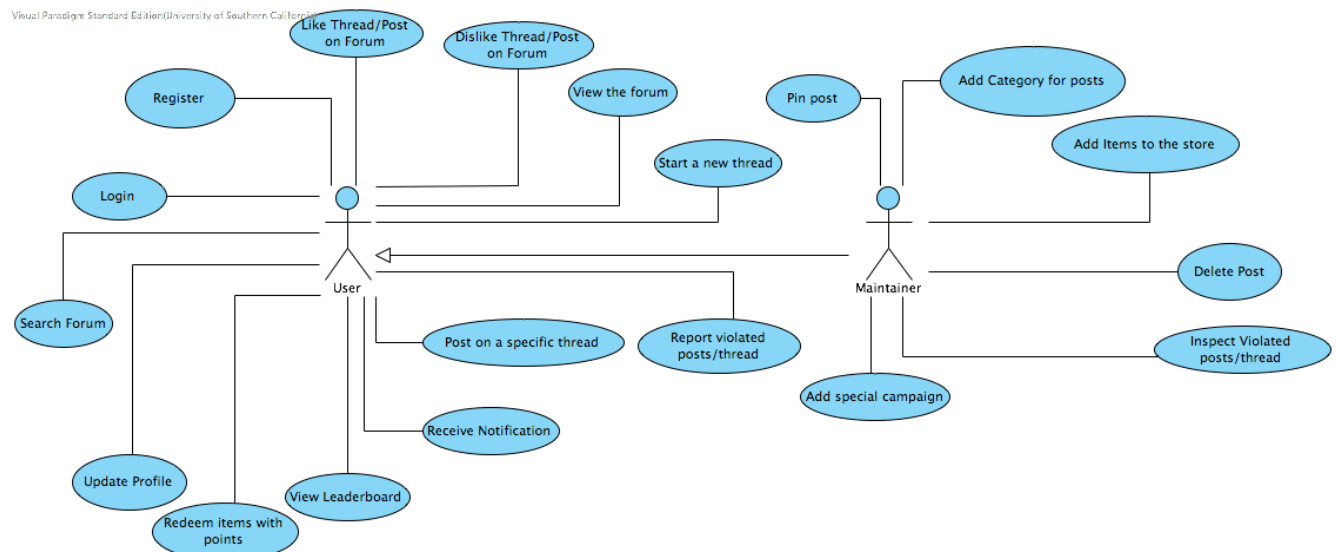 Visual Paradigm Standard Edition(University of Southern California)
Like Thread/Post
on Forum
Dislike Thread/Post
on Forum
Register
View the forum
Pin post
Add Category for posts
Start a new thread
Add Items to the store
Login
User
Maintainer
Delete Post
Search Forum
Post on a specific thread
Report violated
posts/thread
Inspect Violated
posts/thread
Add special campaign
Receive Notification
Update Profile
View Leaderboard
Redeem items with
points